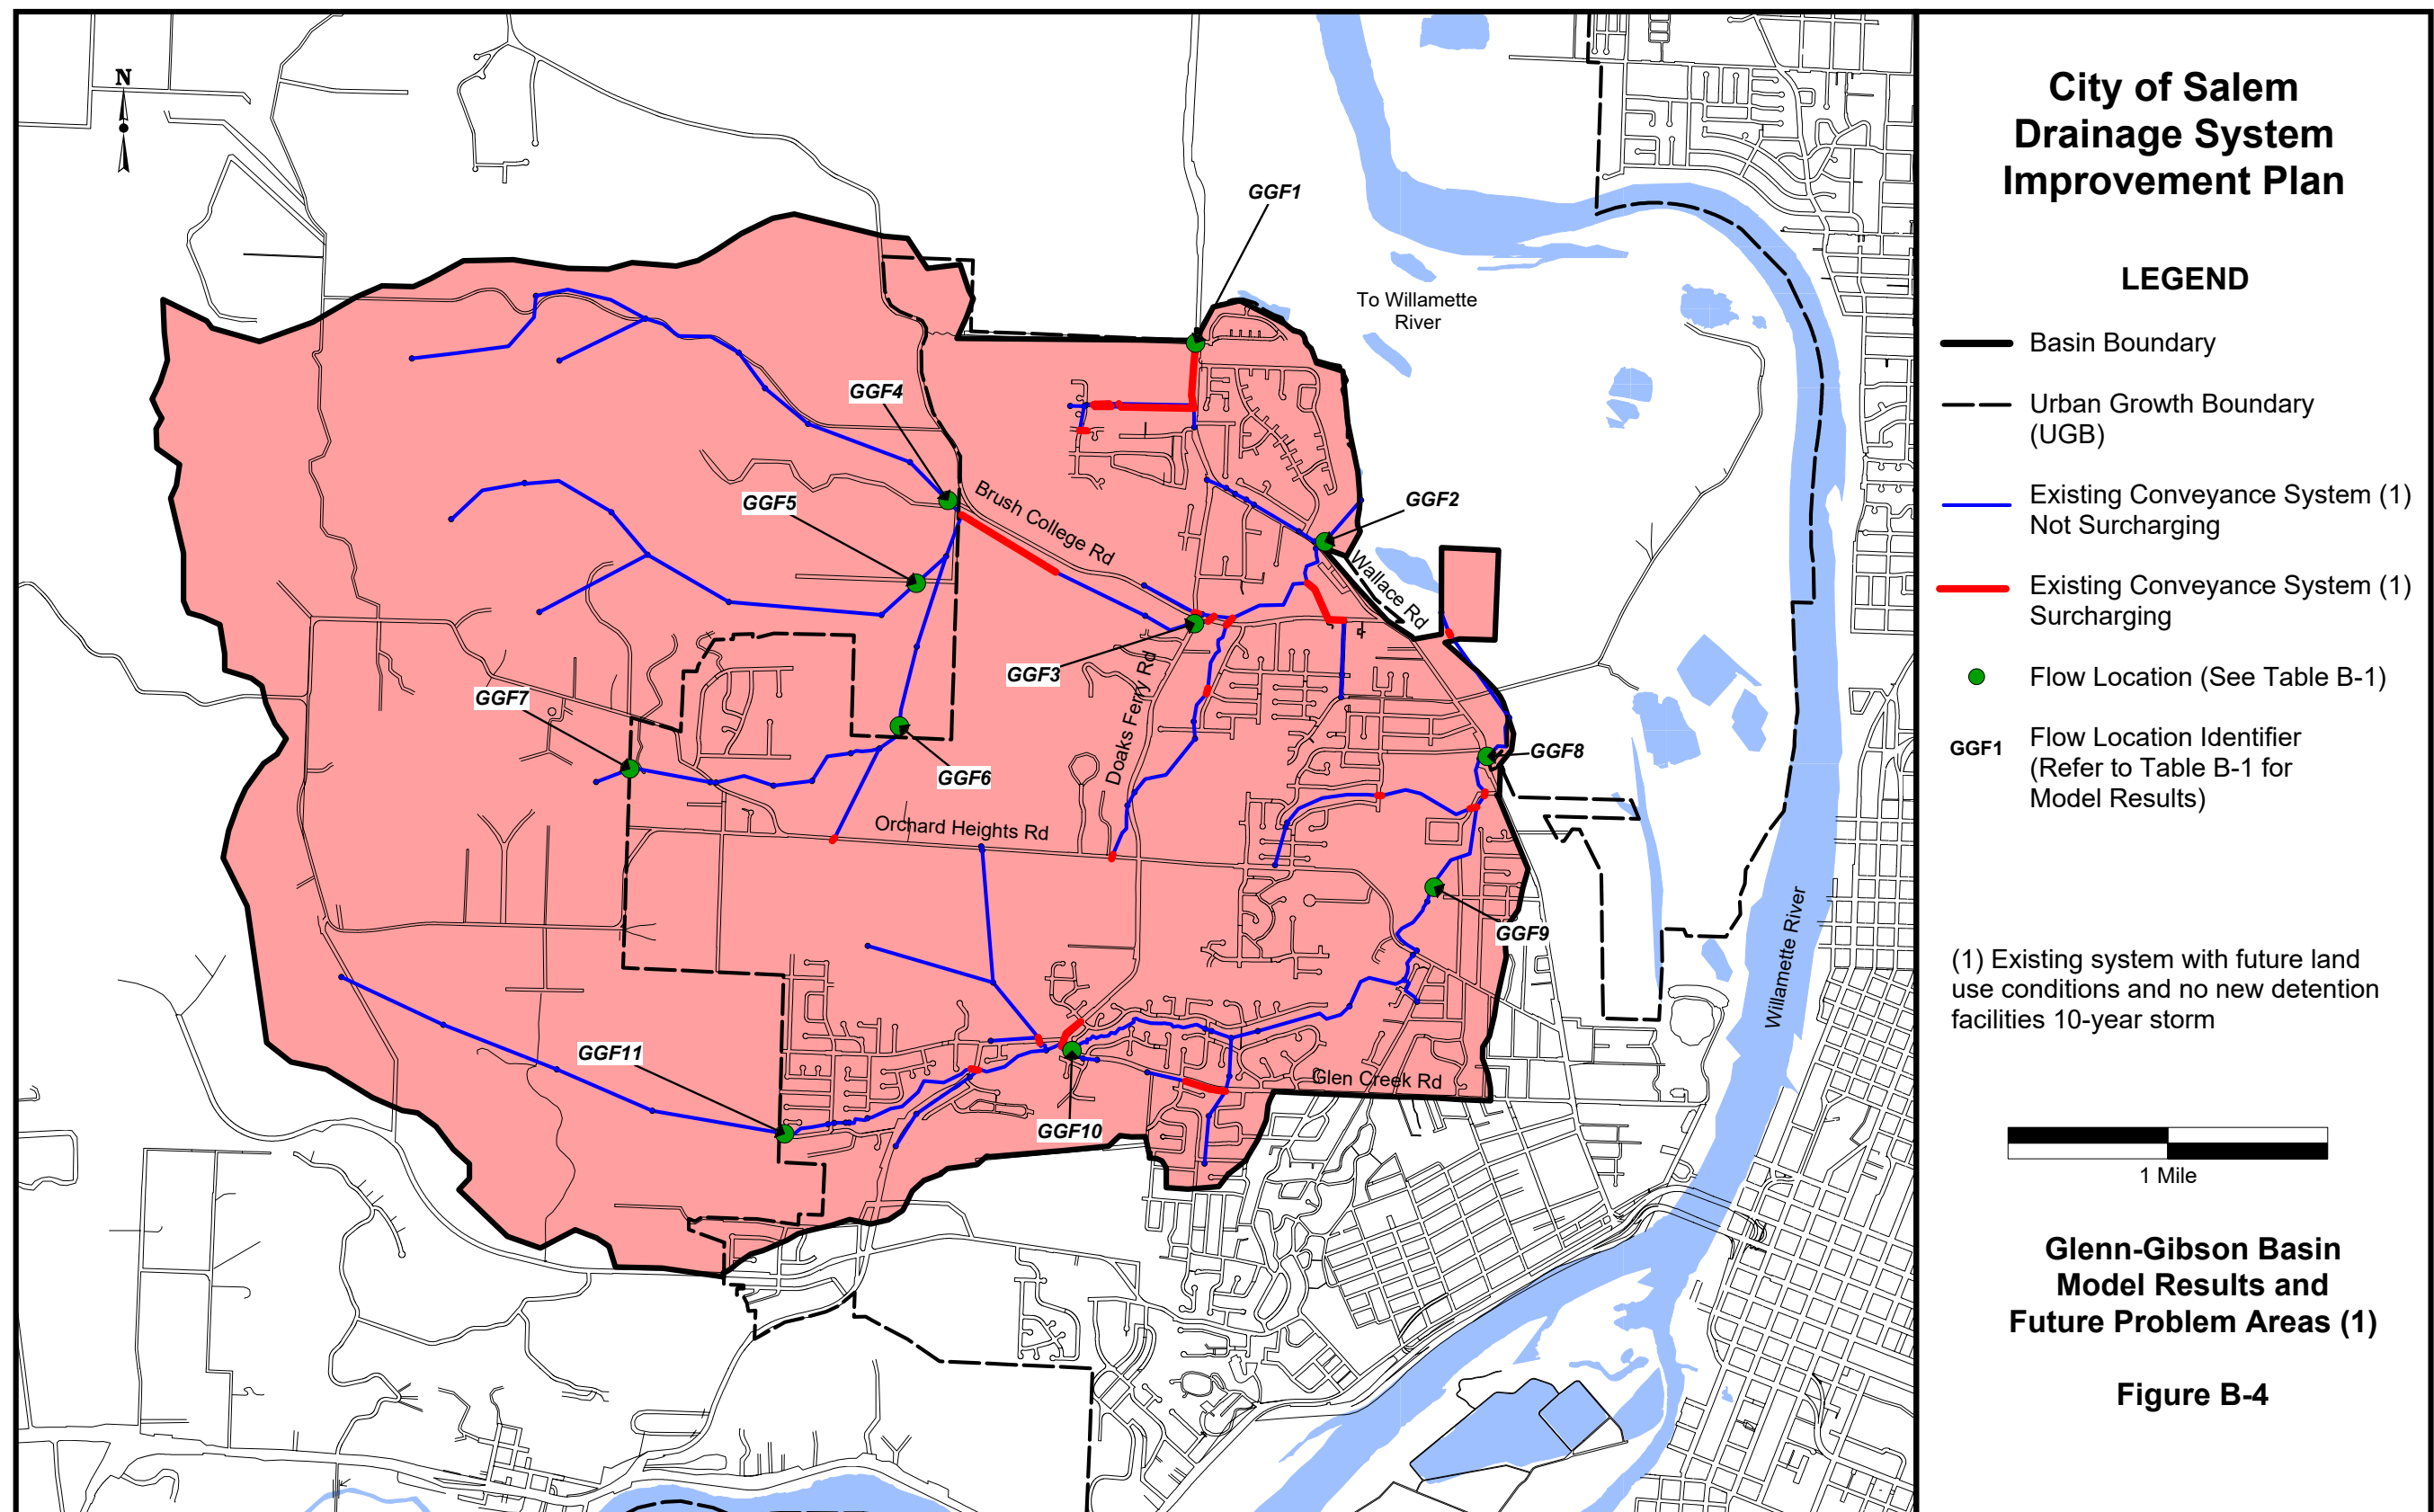 City of Salem
Drainage System
Improvement Plan
LEGEND
Basin Boundary
Urban Growth Boundary
(UGB)
Existing Conveyance System (1)
Not Surcharging
Existing Conveyance System (1)
Surcharging
Flow Location (See Table B-1)
GGF1
Flow Location Identifier
(Refer to Table B-1 for
Model Results)
(1) Existing system with future land
use conditions and no new detention
facilities 10-year storm
1 Mile
Glenn-Gibson Basin
Model Results and
Future Problem Areas (1)
Figure B-4
N
GGF1
To Willamette
River
GGF4
GGF5
Brush College Rd
GGF2
Wallace Rd
GGF3
Doaks Ferry Rd
GGF7
GGF6
GGF8
Orchard Heights Rd
GGF9
Willamette River
GGF11
GGF10
Glen Creek Rd